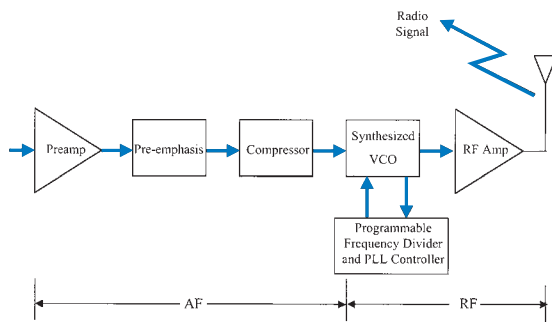 Radio
Signal
Preamp
Pre-emphasis
Compressor
Synthesized
VCO
RF Amp
Programmable
Frequency Divider
and PLL Controller
AF
RF